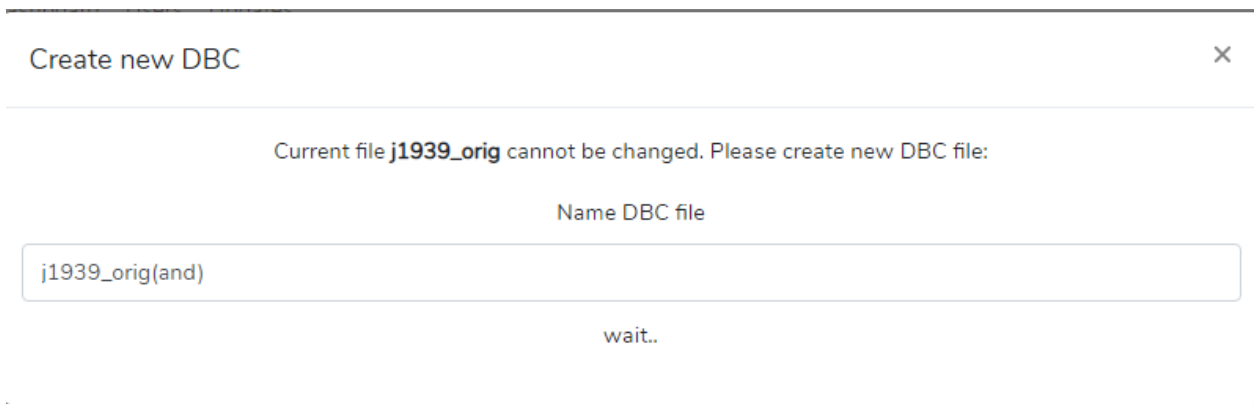 Create new DBC
×
Current file j1939_orig cannot be changed. Please create new DBC file:
Name DBC file
j1939_orig(and)
wait..